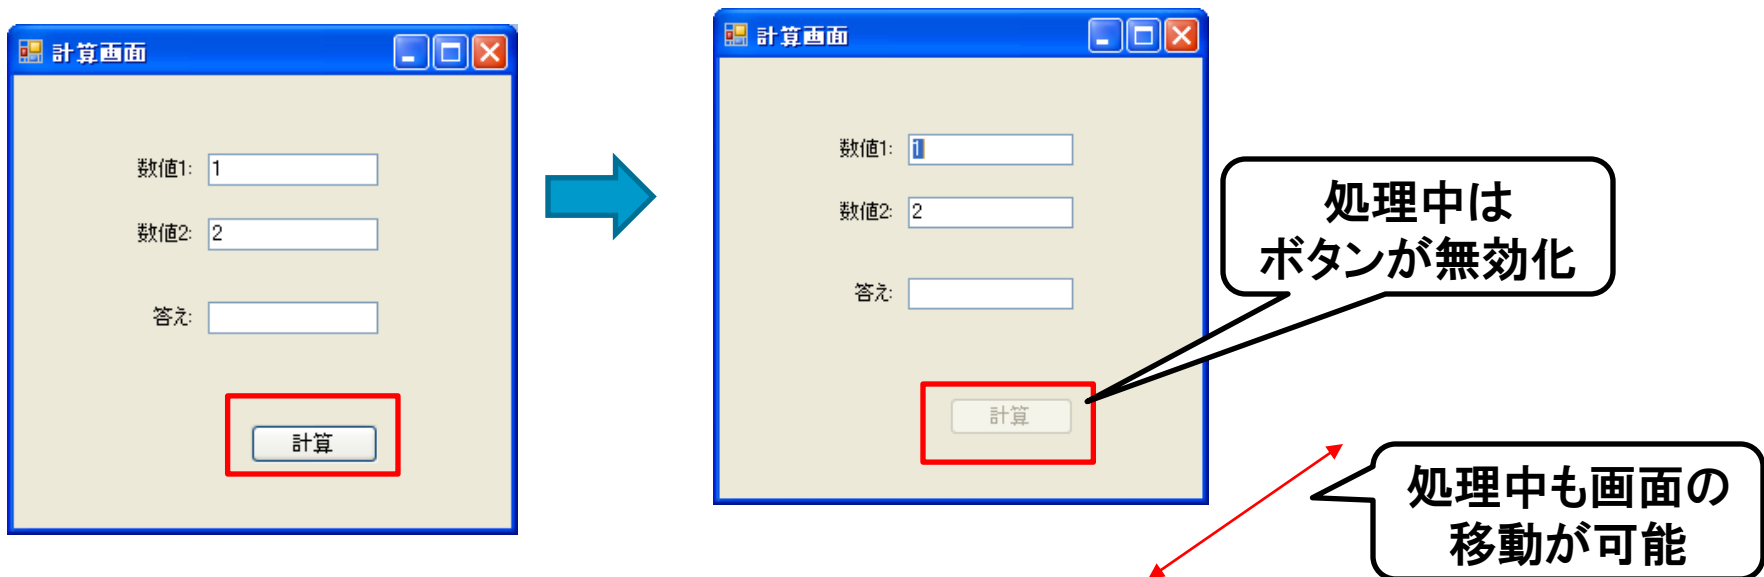 計算画面
数値1: 1
数値2: 2
答え:
計算
計算画面
数値1: 1
数値2: 2
答え:
計算
処理中は
ボタンが無効化
処理中も画面の
移動が可能